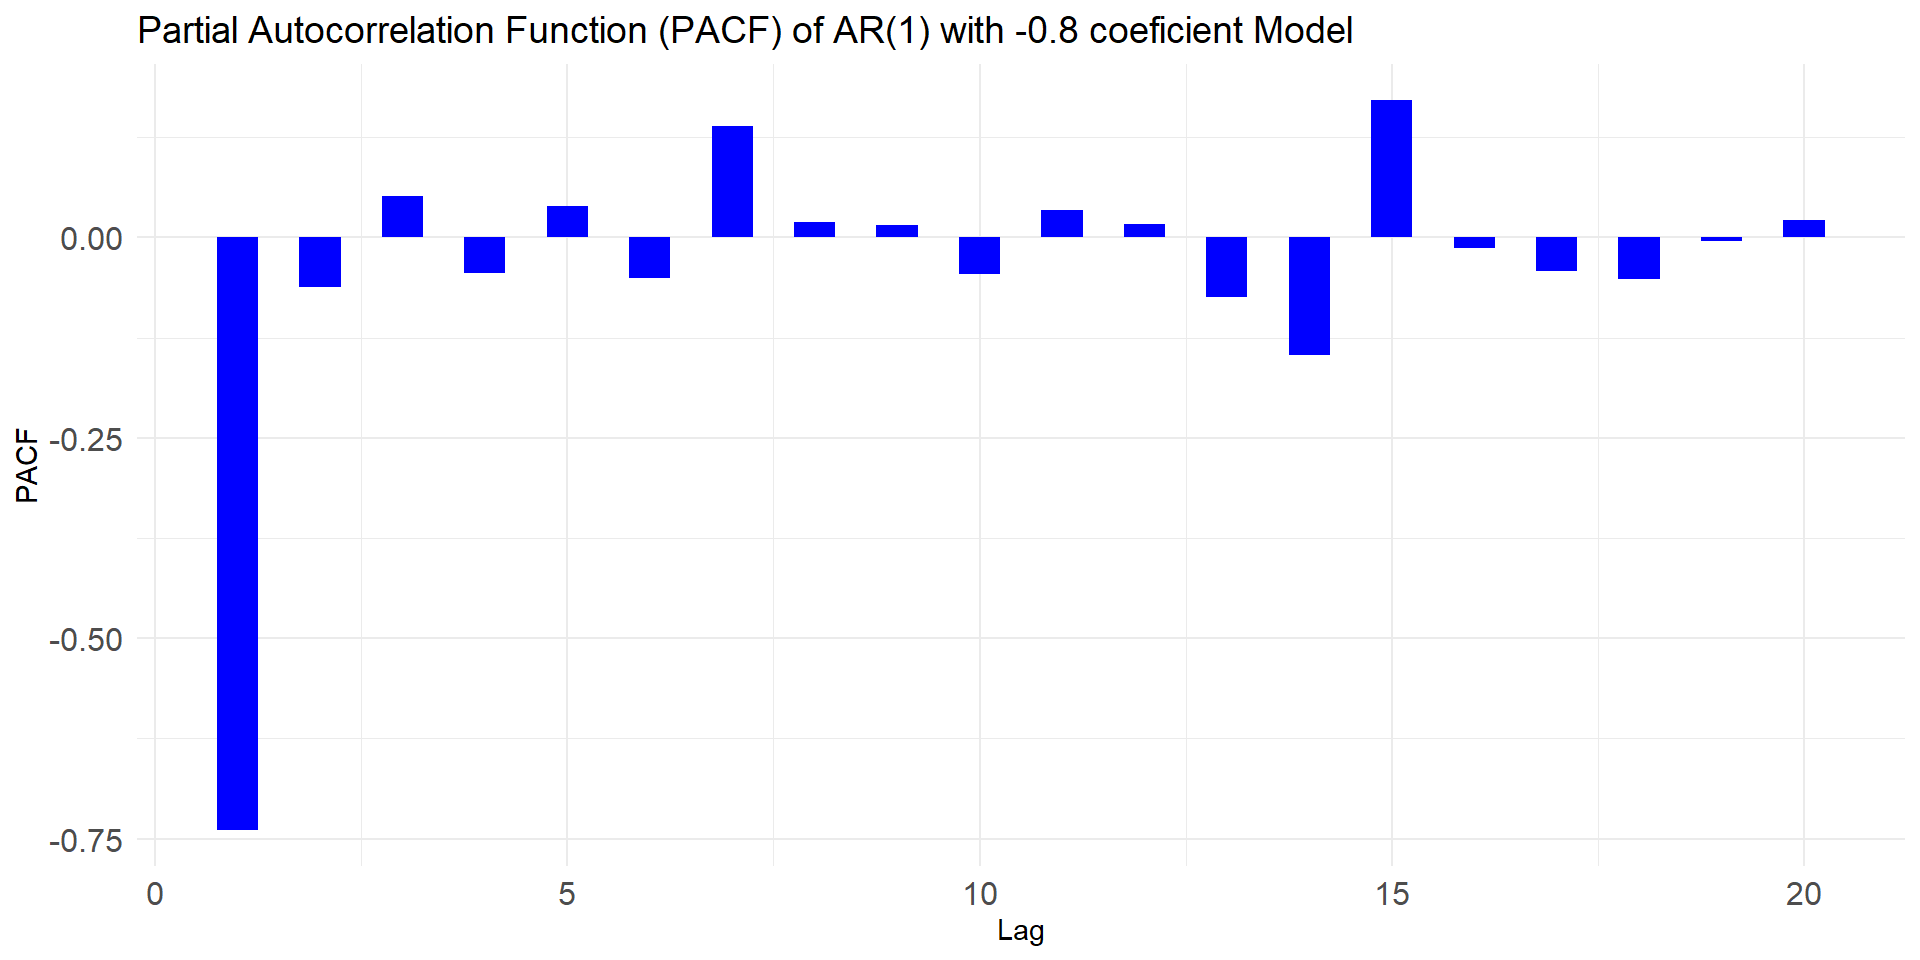 Partial Autocorrelation Function (PACF) of AR(1) with -0.8 coeficient Model
0.00
-0.25
-0.50
-0.75
PACF
0 5 10 15 20
Lag